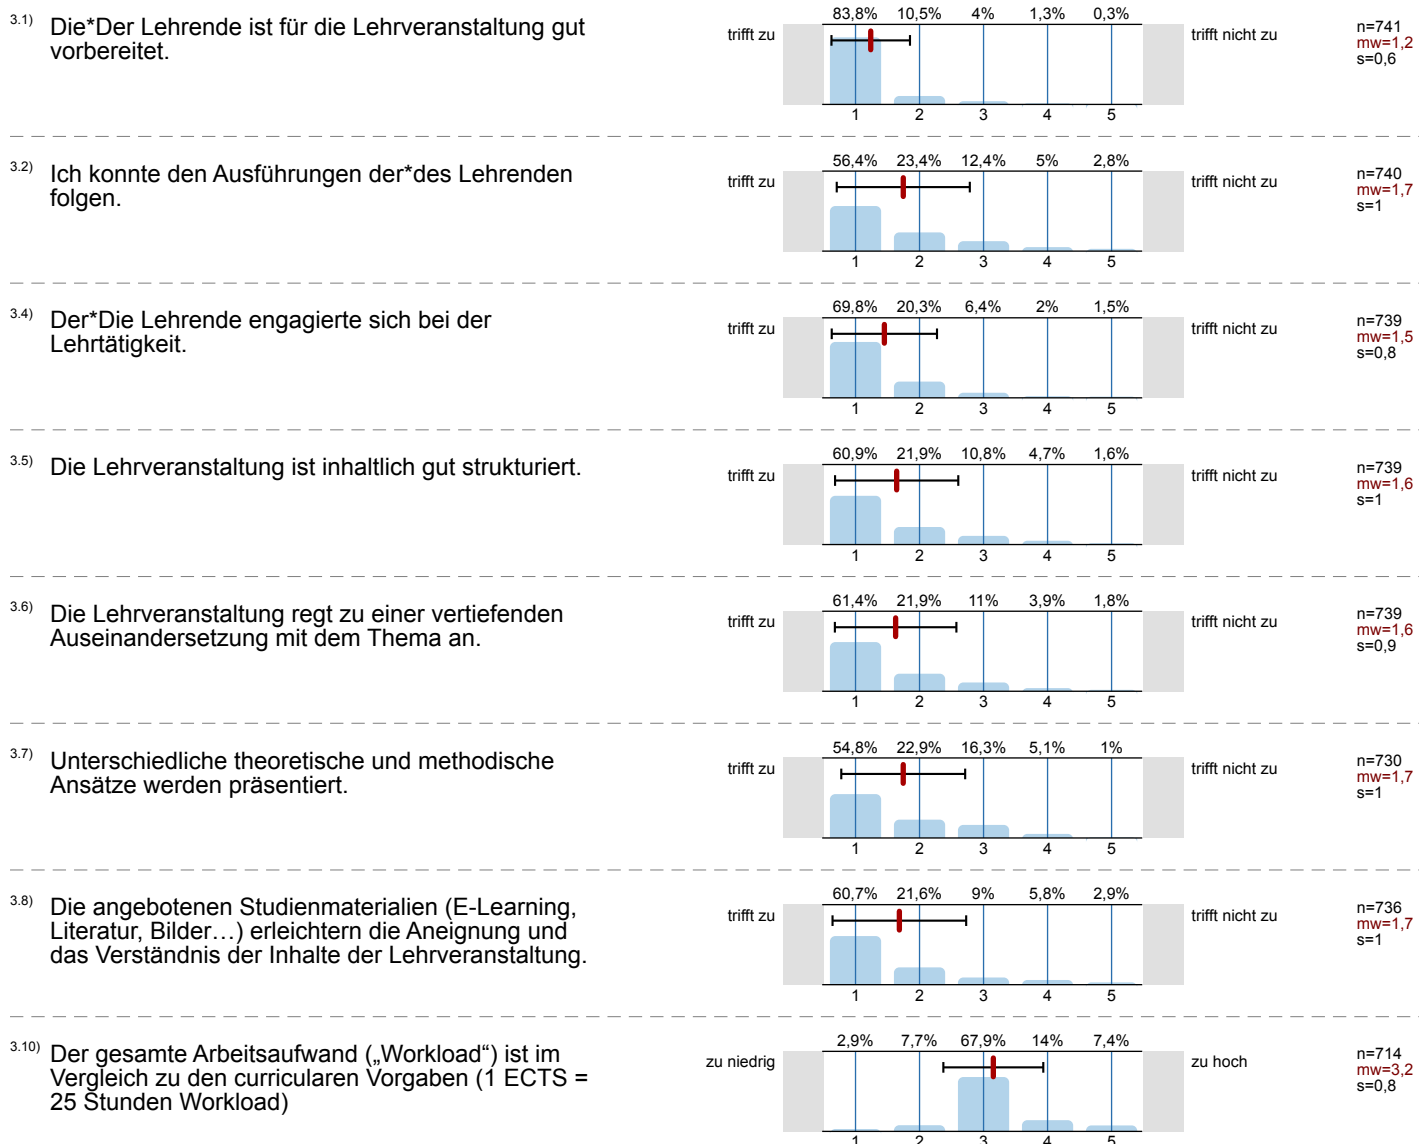 3.1) Die*Der Lehrende ist für die Lehrveranstaltung gut
vorbereitet.
trifft zu
83,8% 10,5% 4% 1,3% 0,3%
1 2 3 4 5
trifft nicht zu
n=741
mw=1,2
s=0,6
3.2) Ich konnte den Ausführungen der*des Lehrenden
folgen.
trifft zu
56,4% 23,4% 12,4% 5% 2,8%
1 2 3 4 5
trifft nicht zu
n=740
mw=1,7
s=1
3.4) Der*Die Lehrende engagierte sich bei der
Lehrtätigkeit.
trifft zu
69,8% 20,3% 6,4% 2% 1,5%
1 2 3 4 5
trifft nicht zu
n=739
mw=1,5
s=0,8
3.5) Die Lehrveranstaltung ist inhaltlich gut strukturiert.
trifft zu
60,9% 21,9% 10,8% 4,7% 1,6%
1 2 3 4 5
trifft nicht zu
n=739
mw=1,6
s=1
3.6) Die Lehrveranstaltung regt zu einer vertiefenden
Auseinandersetzung mit dem Thema an.
trifft zu
61,4% 21,9% 11% 3,9% 1,8%
1 2 3 4 5
trifft nicht zu
n=739
mw=1,6
s=0,9
3.7) Unterschiedliche theoretische und methodische
Ansätze werden präsentiert.
trifft zu
54,8% 22,9% 16,3% 5,1% 1%
1 2 3 4 5
trifft nicht zu
n=730
mw=1,7
s=1
3.8) Die angebotenen Studienmaterialien (E-Learning,
Literatur, Bilder…) erleichtern die Aneignung und
das Verständnis der Inhalte der Lehrveranstaltung.
trifft zu
60,7% 21,6% 9% 5,8% 2,9%
1 2 3 4 5
trifft nicht zu
n=736
mw=1,7
s=1
3.10) Der gesamte Arbeitsaufwand („Workload“) ist im
Vergleich zu den curricularen Vorgaben (1 ECTS =
25 Stunden Workload)
zu niedrig
2,9% 7,7% 67,9% 14% 7,4%
1 2 3 4 5
zu hoch
n=714
mw=3,2
s=0,8